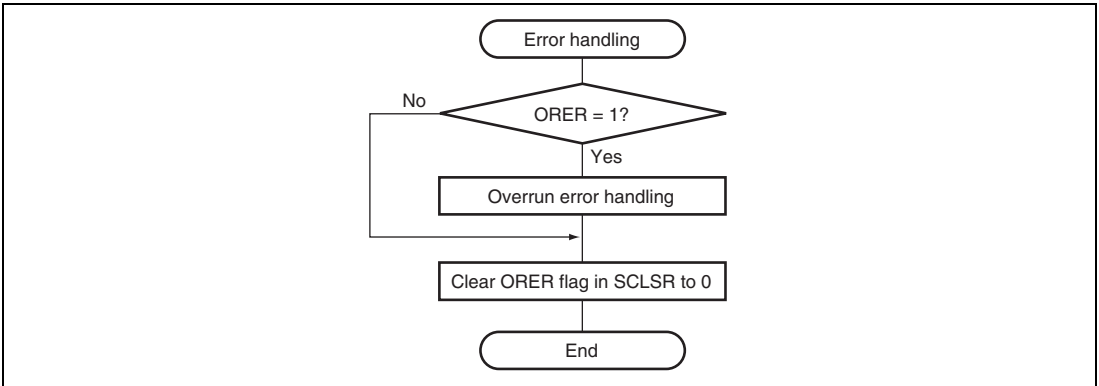 Error handling
No
ORER = 1?
Yes
Overrun error handling
Clear ORER flag in SCLSR to 0
End